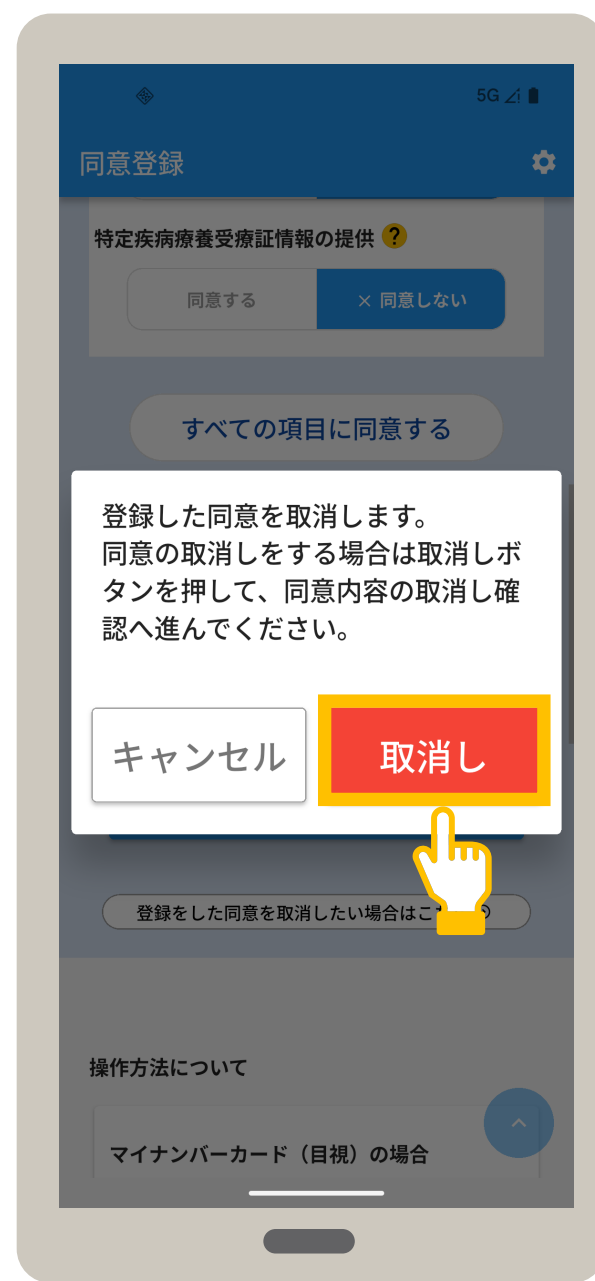 5G
同意登録
特定疾病療養受療証情報の提供 ?
同意する × 同意しない
すべての項目に同意する
登録した同意を取消します。
同意の取消しをする場合は取消しボ
タンを押して、同意内容の取消し確
認へ進んでください。
キャンセル 取消し
登録をした同意を取消したい場合はこ
操作方法について
マイナンバーカード（目視）の場合